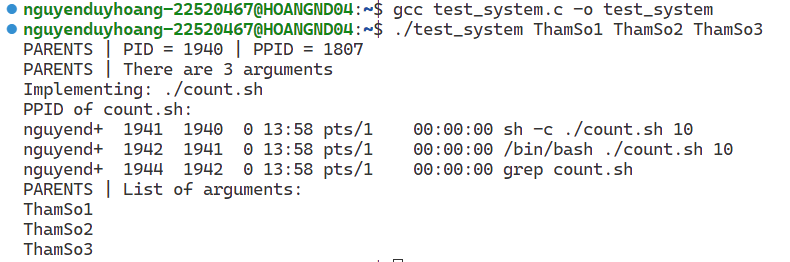 nguyenduyhoang-22520467@HOANGND04:~$ gcc test_system.c -o test_system
nguyenduyhoang-22520467@HOANGND04:~$ ./test_system ThamSo1 ThamSo2 ThamSo3
PARENTS | PID = 1940 | PPID = 1807
PARENTS | There are 3 arguments
Implementing: ./count.sh
PPID of count.sh:
nguyend+  1941  1940  0 13:58 pts/1    00:00:00 sh -c ./count.sh 10
nguyend+  1942  1941  0 13:58 pts/1    00:00:00 /bin/bash ./count.sh 10
nguyend+  1944  1942  0 13:58 pts/1    00:00:00 grep count.sh
PARENTS | List of arguments:
ThamSo1
ThamSo2
ThamSo3